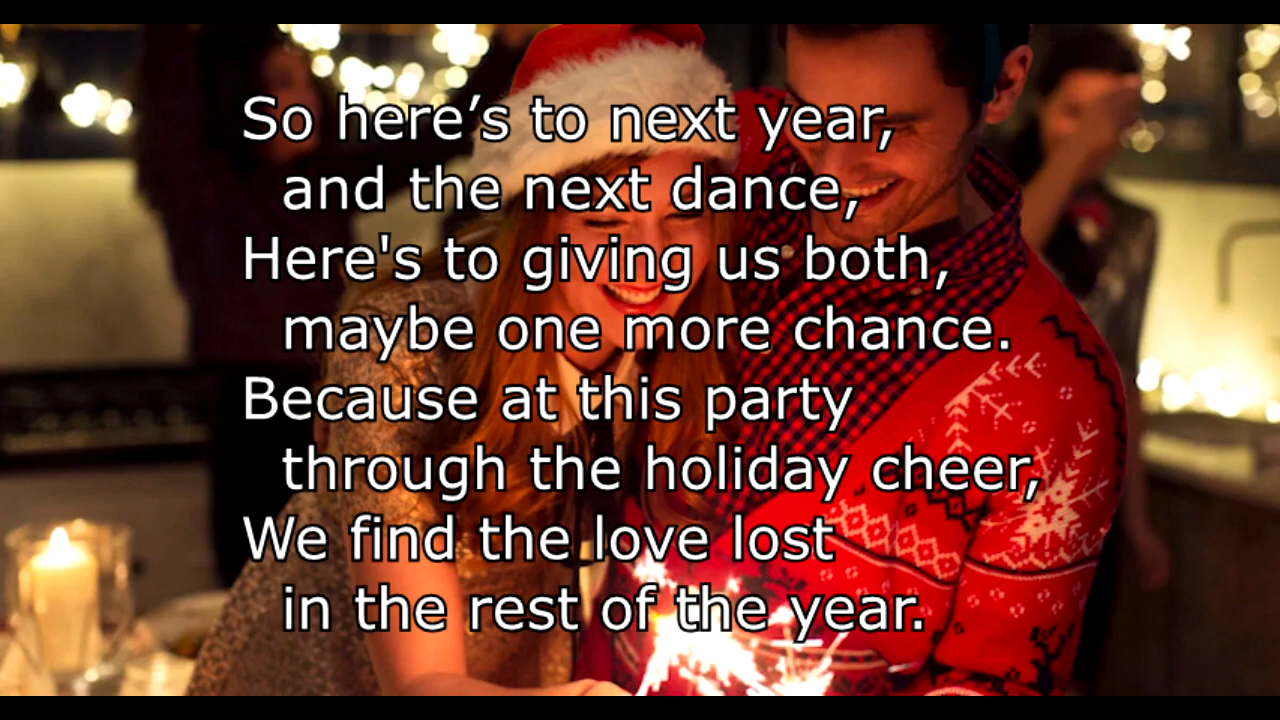 So here’s to next year,
and the next dance,
Here's to giving us both,
maybe one more chance.
Because at this party
through the holiday cheer,
We find the love lost
in the rest of the year.